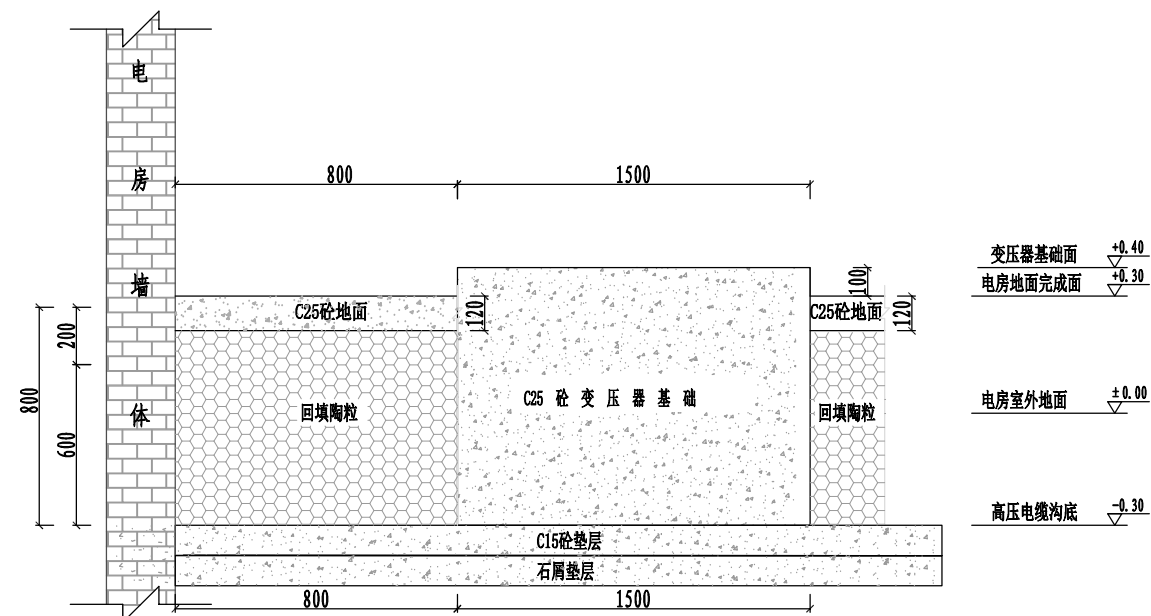 电
房
墙
体
800
1500
变压器基础面
+0.40
100
电房地面完成面
+0.30
C25砼地面
120
C25砼地面
120
200
800
600
C25 砼 变 压 器 基 础
回填陶粒
回填陶粒
电房室外地面
±0.00
高压电缆沟底
-0.30
C15砼垫层
石屑垫层
800
1500